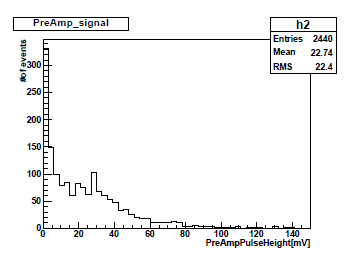 PreAmp_signal
h2
Entries 2440
Mean 22.74
RMS 22.4
#of events
300
250
200
150
100
50
0
0 20 40 60 80 100 120 140
PreAmpPulseHeight[mV]